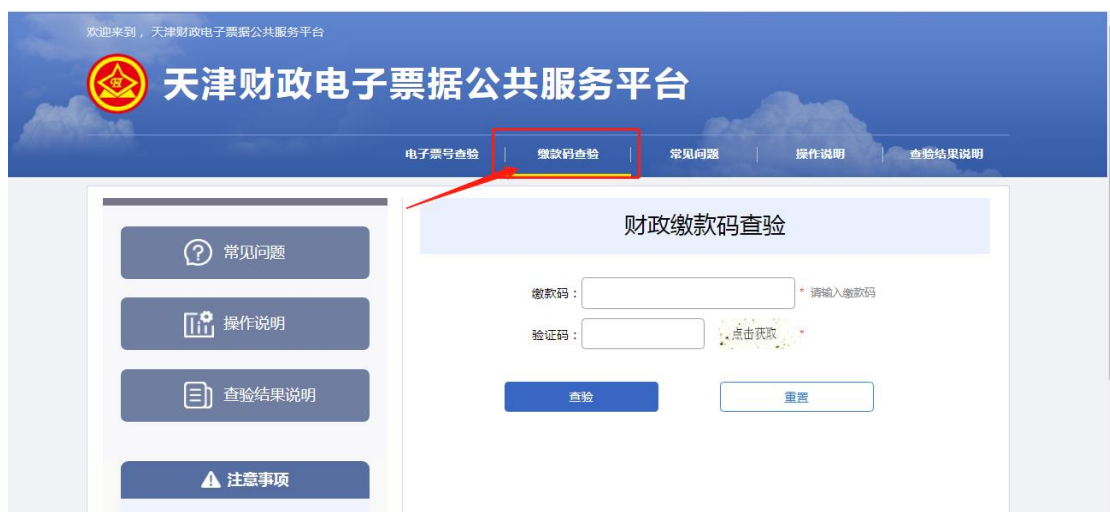 欢迎来到，天津财政电子票据公共服务平台
天津财政电子票据公共服务平台
电子票号查验 缴款码查验 常见问题 操作说明 查验结果说明
财政缴款码查验
常见问题
缴款码： * 请输入缴款码
操作说明
验证码： 点击获取 *
查验结果说明
查验 重置
注意事项